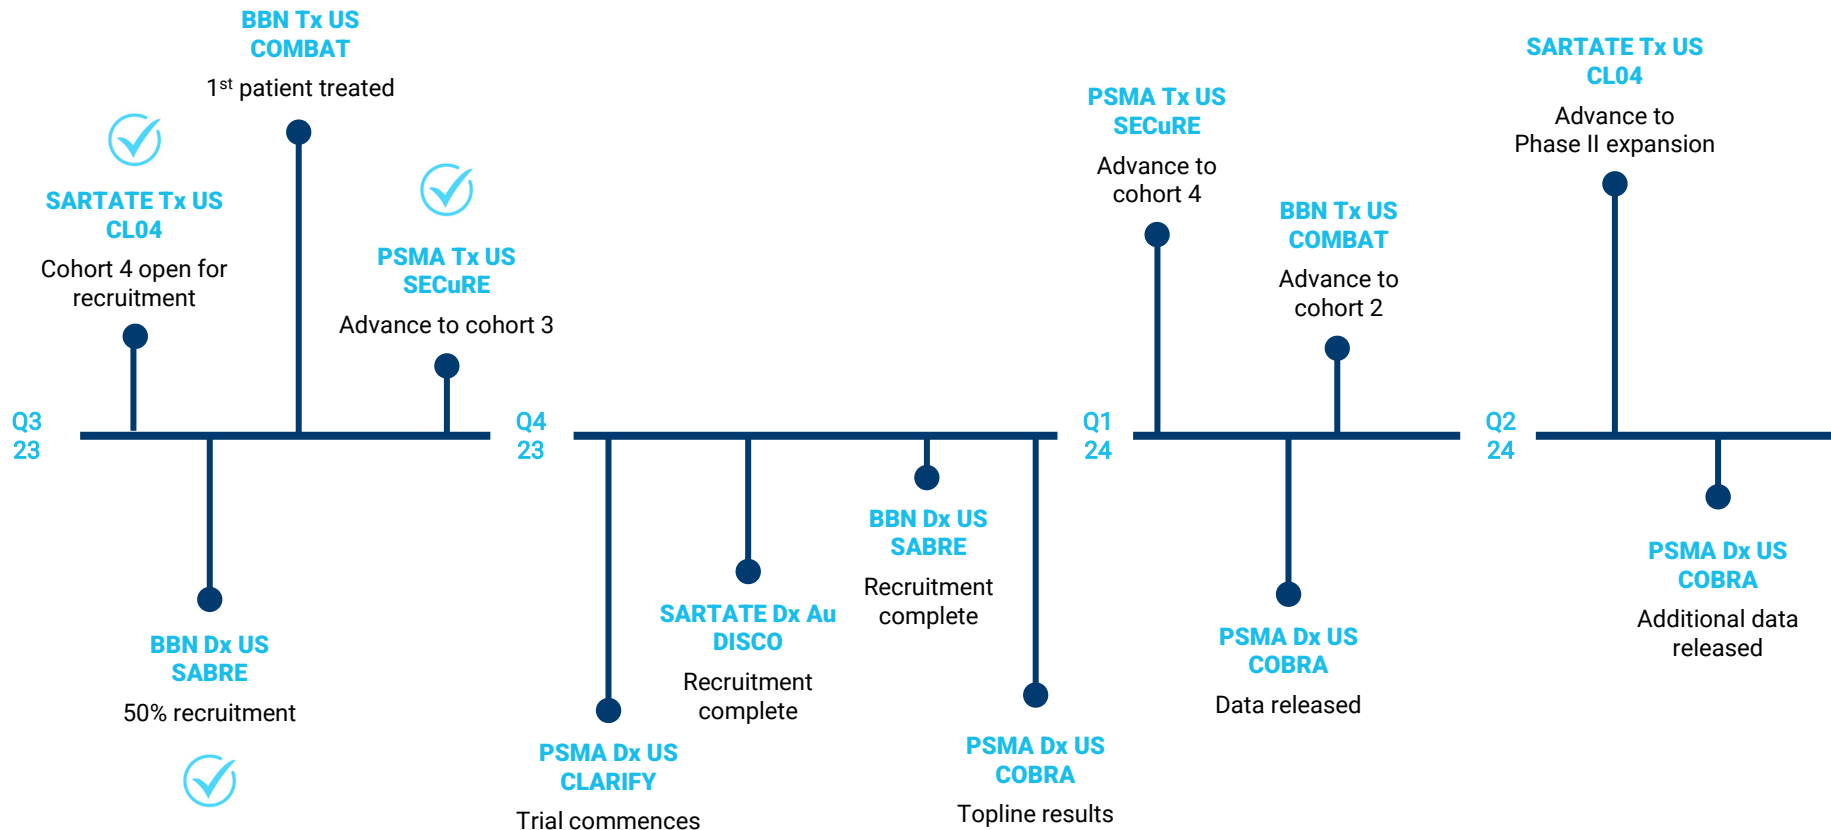 BBN Tx US
COMBAT
1st patient treated
SARTATE Tx US
CL04
Cohort 4 open for
recruitment
PSMA Tx US
SECuRE
Advance to cohort 3
PSMA Tx US
SECuRE
Advance to
cohort 4
BBN Tx US
COMBAT
Advance to
cohort 2
SARTATE Tx US
CL04
Advance to
Phase II expansion
Q3
23
Q4
23
Q1
24
Q2
24
BBN Dx US
SABRE
50% recruitment
PSMA Dx US
CLARIFY
Trial commences
SARTATE Dx Au
DISCO
Recruitment
complete
BBN Dx US
SABRE
Recruitment
complete
PSMA Dx US
COBRA
Topline results
PSMA Dx US
COBRA
Data released
PSMA Dx US
COBRA
Additional data
released